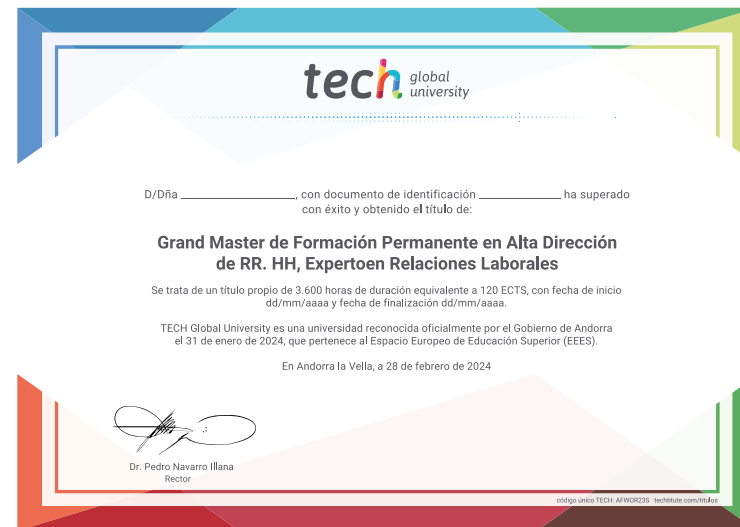 tech global university
D/Dña ____________, con documento de identificación ____________ ha superado
con éxito y obtenido el título de:
Grand Master de Formación Permanente en Alta Dirección
de RR. HH, Expertoen Relaciones Laborales
Se trata de un título propio de 3.600 horas de duración equivalente a 120 ECTS, con fecha de inicio
dd/mm/aaaa y fecha de finalización dd/mm/aaaa.
TECH Global University es una universidad reconocida oficialmente por el Gobierno de Andorra
el 31 de enero de 2024, que pertenece al Espacio Europeo de Educación Superior (EEES).
En Andorra la Vella, a 28 de febrero de 2024
Dr. Pedro Navarro Illana
Rector
código único TECH: AFWOR23S techtitute.com/titulos